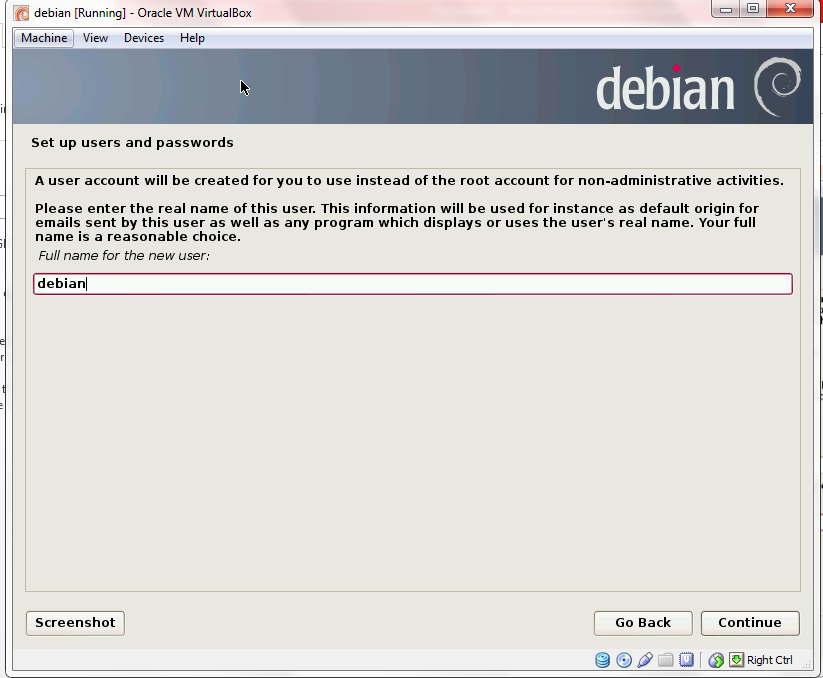 debian [Running] - Oracle VM VirtualBox
Machine View Devices Help
debian
Set up users and passwords
A user account will be created for you to use instead of the root account for non-administrative activities.
Please enter the real name of this user. This information will be used for instance as default origin for
emails sent by this user as well as any program which displays or uses the user's real name. Your full
name is a reasonable choice.
Full name for the new user:
debian
Screenshot Go Back Continue
Right Ctrl